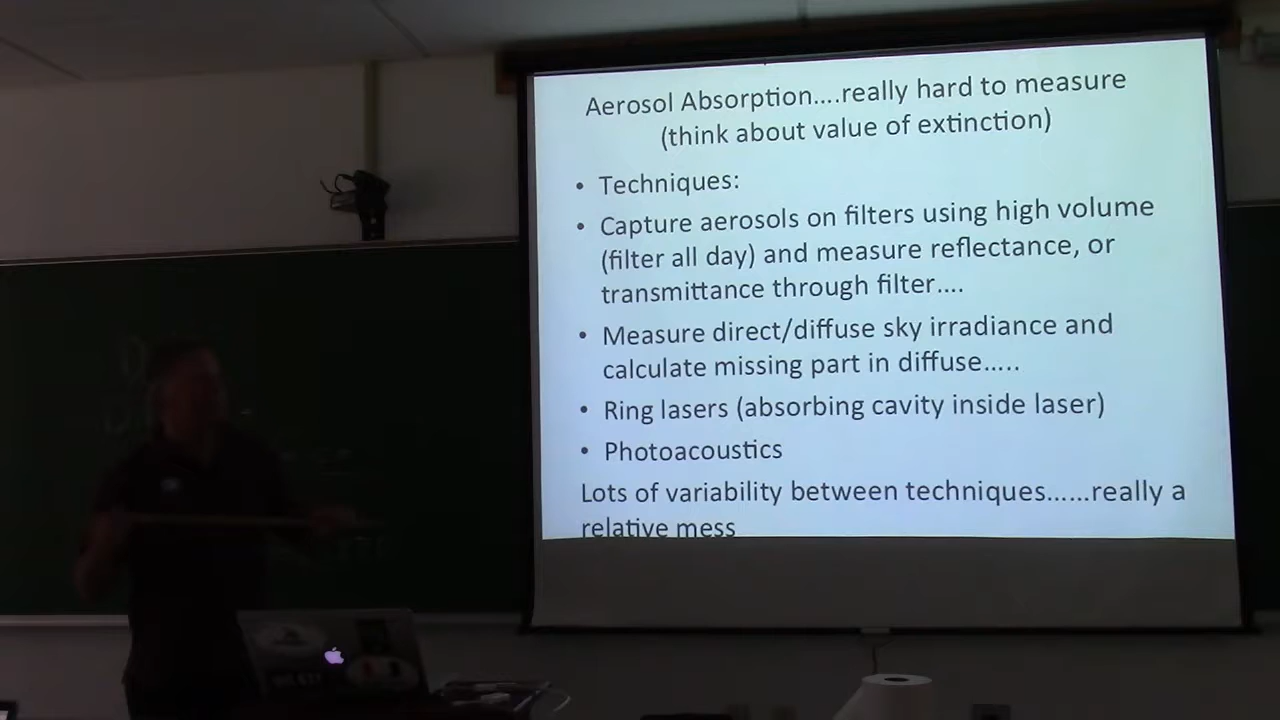 Aerosol Absorption....really hard to measure
(think about value of extinction)
• Techniques:
• Capture aerosols on filters using high volume
(filter all day) and measure reflectance, or
transmittance through filter....
• Measure direct/diffuse sky irradiance and
calculate missing part in diffuse.....
• Ring lasers (absorbing cavity inside laser)
• Photoacoustics
Lots of variability between techniques......really a
relative mess